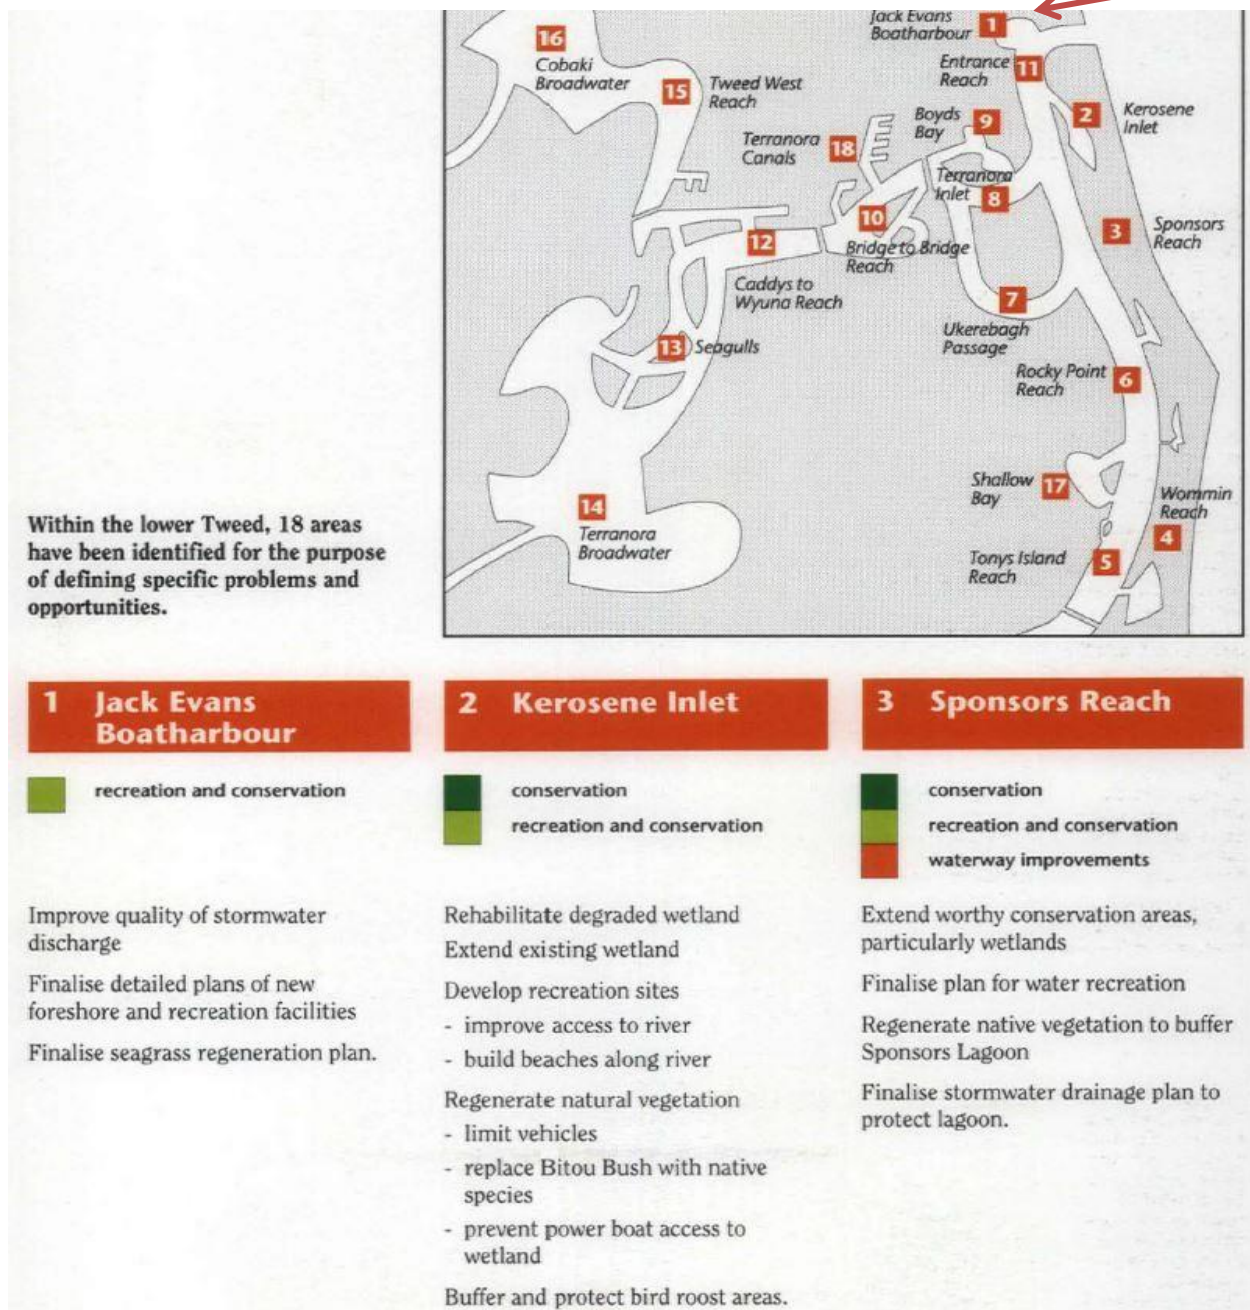 Jack Evans
Boatharbour
1
16
Cobaki
Broadwater
15
Tweed West
Reach
Entrance
Reach
11
Boyds
Bay
9
2
Kerosene
Inlet
Terranora
Canals
18
Terranora
Inlet
8
10
Bridge to Bridge
Reach
3
Sponsors
Reach
12
Caddys to
Wyuna Reach
7
Ukerebagh
Passage
13
Seagulls
Rocky Point
Reach
6
Shallow
Bay
17
Wommin
Reach
4
14
Terranora
Broadwater
Tonys Island
Reach
5
Within the lower Tweed, 18 areas
have been identified for the purpose
of defining specific problems and
opportunities.
1 Jack Evans
Boatharbour
recreation and conservation
Improve quality of stormwater
discharge
Finalise detailed plans of new
foreshore and recreation facilities
Finalise seagrass regeneration plan.
2 Kerosene Inlet
conservation
recreation and conservation
Rehabilitate degraded wetland
Extend existing wetland
Develop recreation sites
- improve access to river
- build beaches along river
Regenerate natural vegetation
- limit vehicles
- replace Bitou Bush with native
species
- prevent power boat access to
wetland
Buffer and protect bird roost areas.
3 Sponsors Reach
conservation
recreation and conservation
waterway improvements
Extend worthy conservation areas,
particularly wetlands
Finalise plan for water recreation
Regenerate native vegetation to buffer
Sponsors Lagoon
Finalise stormwater drainage plan to
protect lagoon.